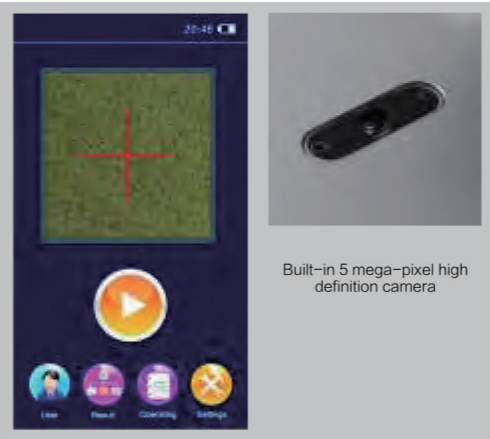 20:46
Built-in 5 mega-pixel high
definition camera
User
Result
Operating
Settings